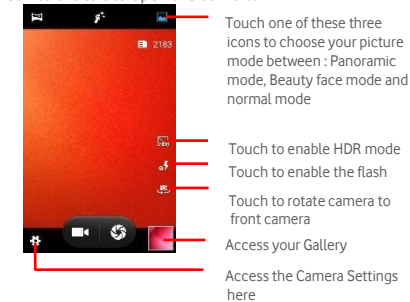 Touch one of these three
icons to choose your picture
mode between : Panoramic
mode, Beauty face mode and
normal mode
2183
Touch to enable HDR mode
Touch to enable the flash
Touch to rotate camera to
front camera
Access your Gallery
Access the Camera Settings
here